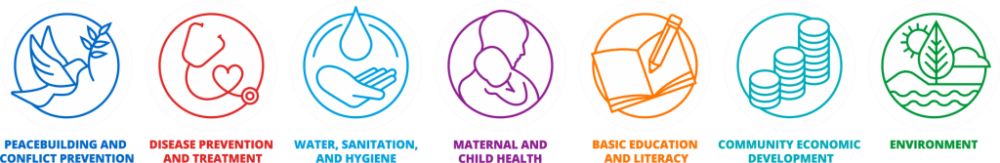 PEACEBUILDING AND
CONFLICT PREVENTION
DISEASE PREVENTION
AND TREATMENT
WATER, SANITATION,
AND HYGIENE
MATERNAL AND
CHILD HEALTH
BASIC EDUCATION
AND LITERACY
COMMUNITY ECONOMIC
DEVELOPMENT
ENVIRONMENT